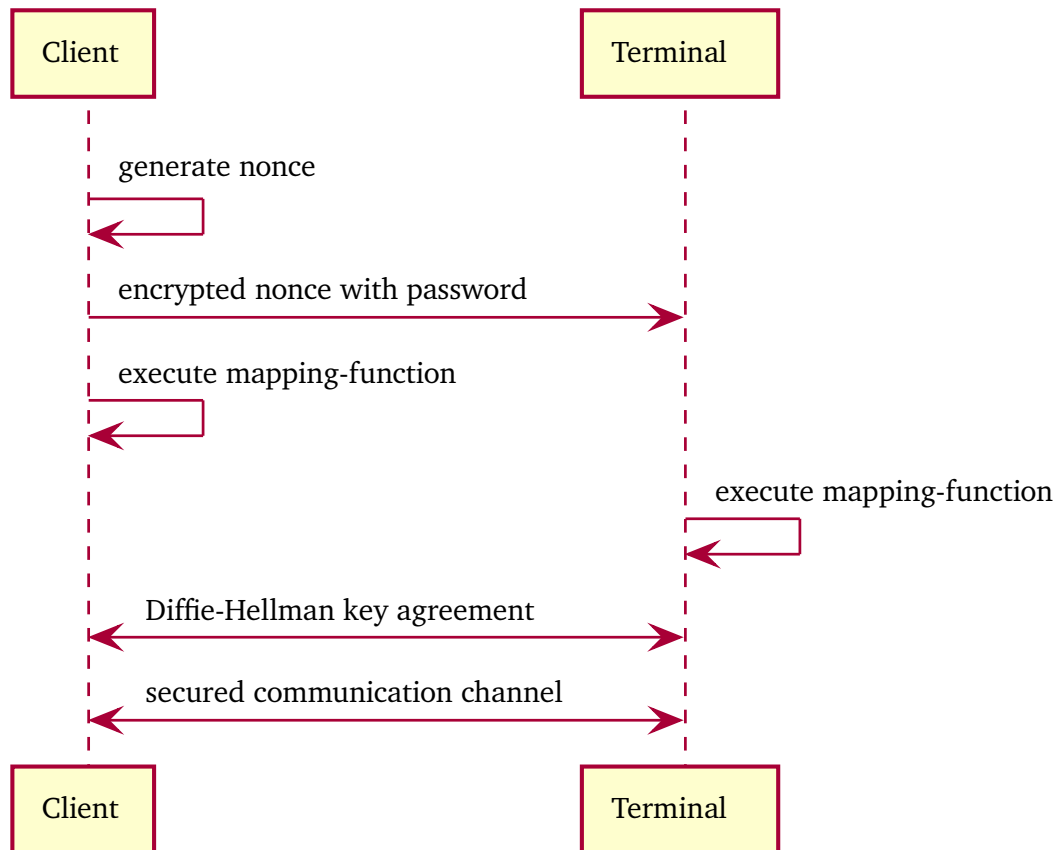 Client
Terminal
generate nonce
encrypted nonce with password
execute mapping-function
execute mapping-function
Diffie-Hellman key agreement
secured communication channel
Client
Terminal